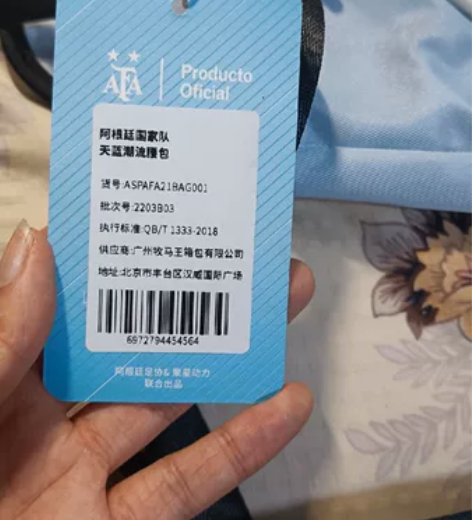 AFA
Producto
Oficial
阿根廷国家队
天蓝潮流腰包
货号:ASPAFA21BAG001
批次号:2203B03
执行标准:QB/T 1333-2018
供应商:广州牧马王箱包有限公司
地址:北京市丰台区汉威国际广场
6972794454564
阿根廷足协&聚星动力
联合出品